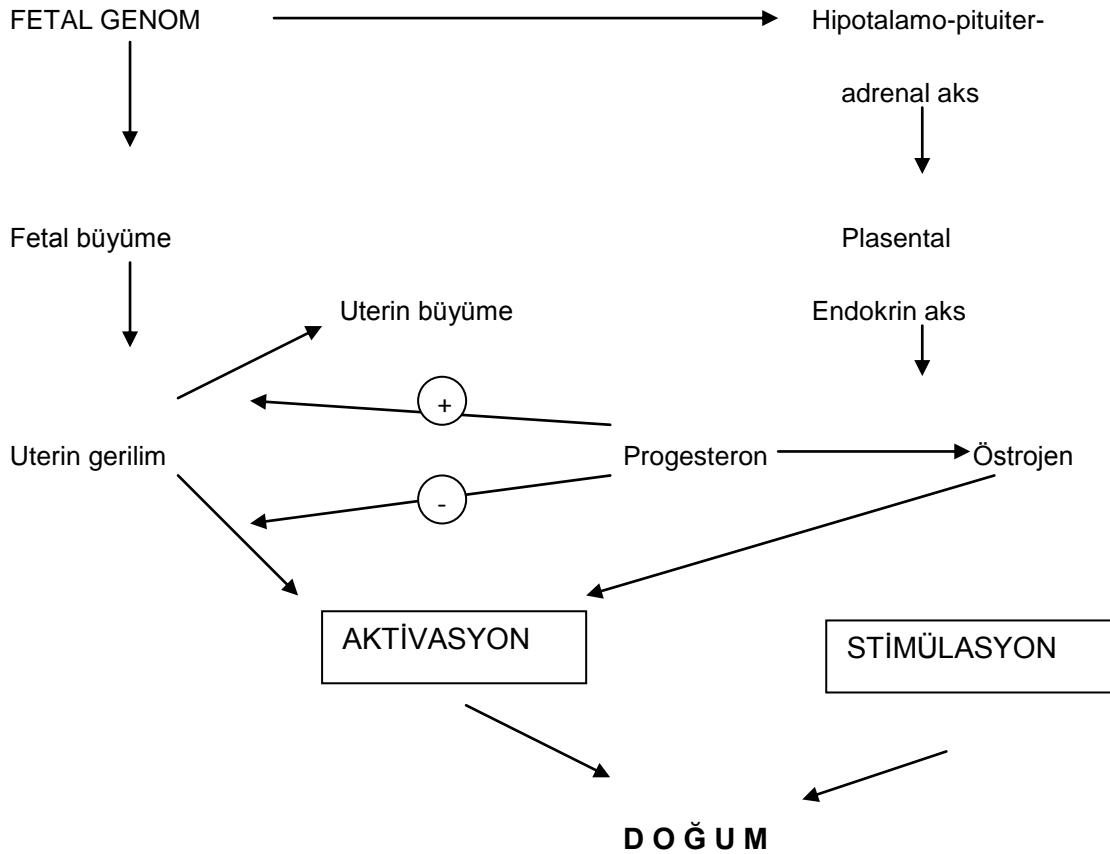 FETAL GENOM
Hipotalamo-pituiter-
adrenal aks
Fetal büyüme
Plasental
Uterin büyüme
Endokrin aks
+
Uterin gerilim
Progesteron
Östrojen
-
AKTİVASYON
STİMÜLASYON
D O Ğ U M